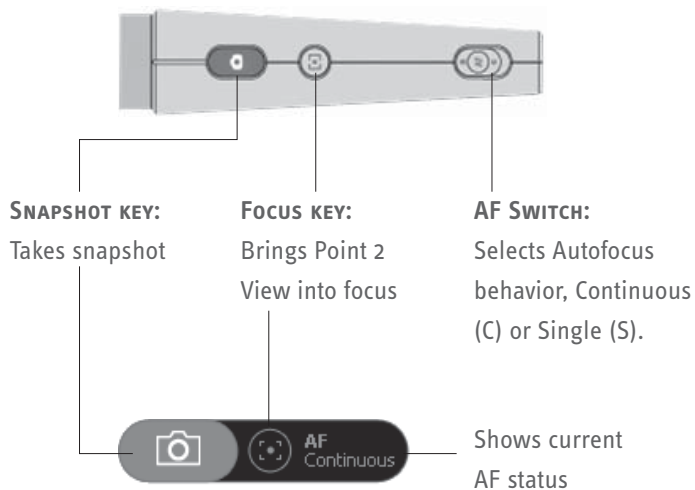 SNAPSHOT KEY:
Takes snapshot
FOCUS KEY:
Brings Point 2
View into focus
AF SWITCH:
Selects Autofocus
behavior, Continuous
(C) or Single (S).
AF
Continuous
Shows current
AF status